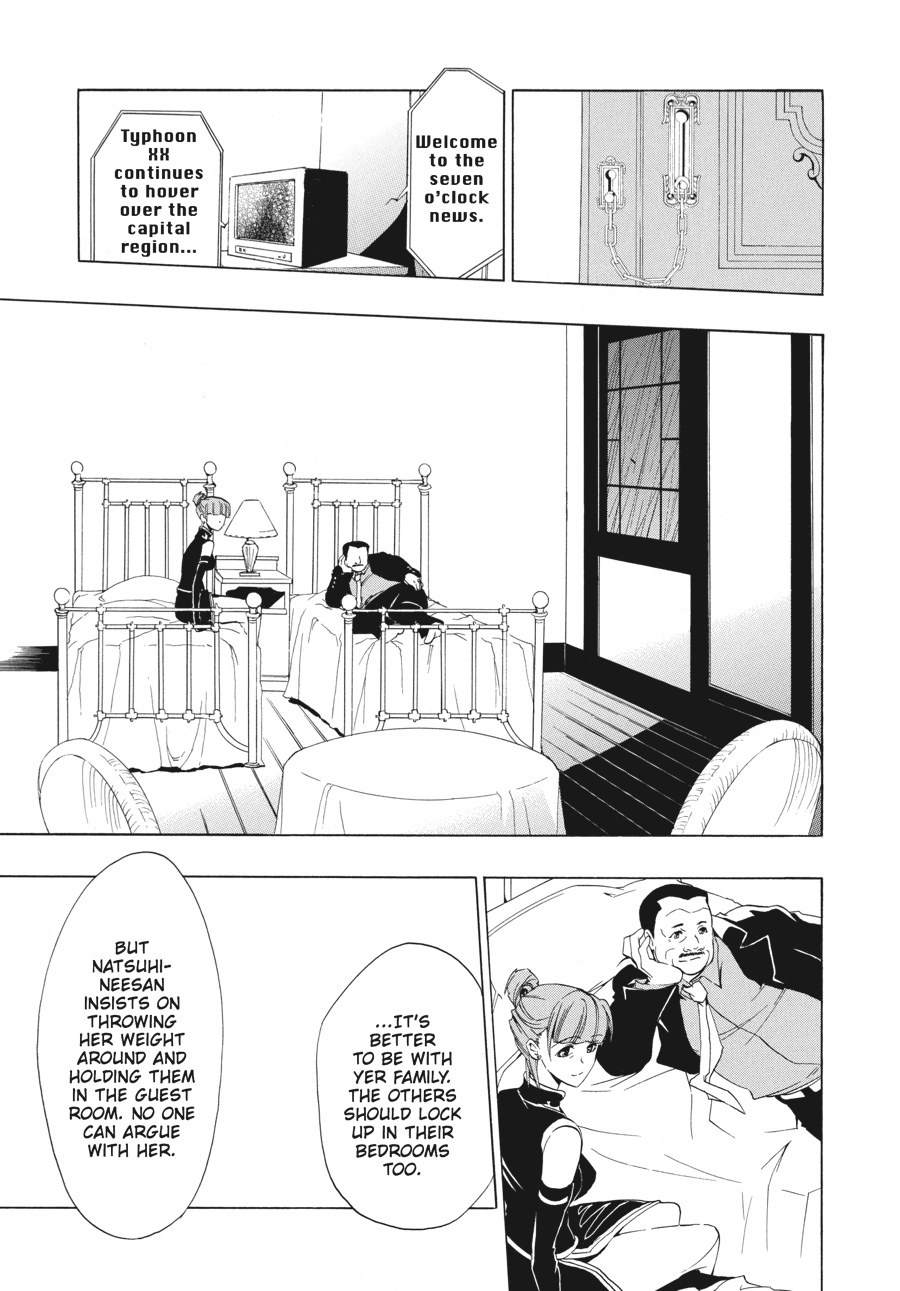 Welcome
to the
seven
o'clock
news.
Typhoon
XX
continues
to hover
over the
capital
region...
...IT'S
BETTER
TO BE WITH
YER FAMILY.
THE OTHERS
SHOULD LOCK
UP IN THEIR
BEDROOMS
TOO.
BUT
NATSUHI-
NEESAN
INSISTS ON
THROWING
HER WEIGHT
AROUND AND
HOLDING THEM
IN THE GUEST
ROOM. NO ONE
CAN ARGUE
WITH HER.